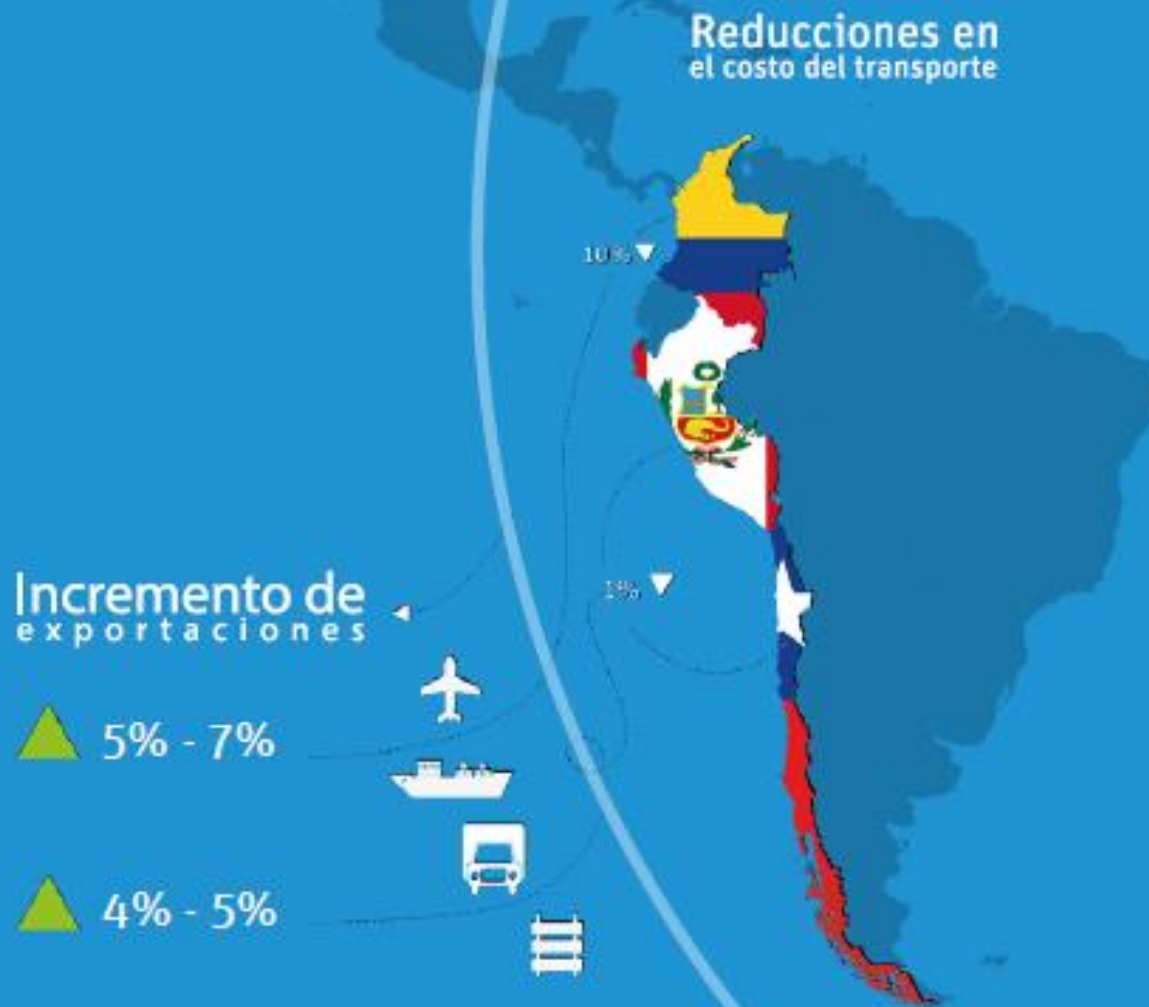 Reducciones en
el costo del transporte
10%
1%
Incremento de
exportaciones
5% - 7%
4% - 5%